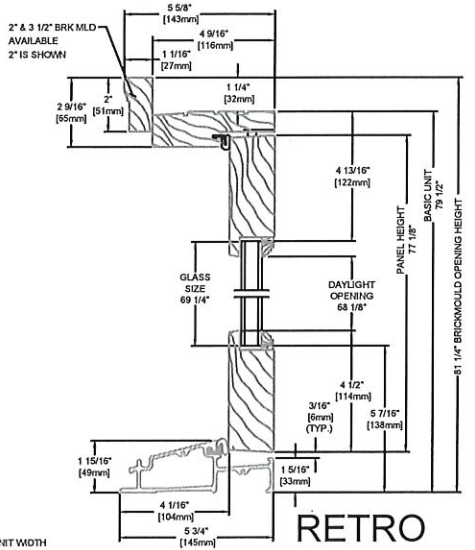 5 5/8"
[143mm]
2" & 3 1/2" BRK MLD
AVAILABLE
2" IS SHOWN
4 9/16"
[116mm]
1 1/16"
[27mm]
1 1/4"
[32mm]
2 9/16"
[65mm]
2"
[51mm]
4 13/16"
[122mm]
PANEL HEIGHT
77 1/8"
BASIC UNIT
79 1/2"
81 1/4" BRICKMOULD OPENING HEIGHT
GLASS
SIZE
69 1/4"
DAYLIGHT
OPENING
68 1/8"
4 1/2"
[114mm]
3/16"
[6mm]
(TYP.)
5 7/16"
[138mm]
1 15/16"
[49mm]
1 5/16"
[33mm]
4 1/16"
[104mm]
5 3/4"
[145mm]
NIT WIDTH
RETRO